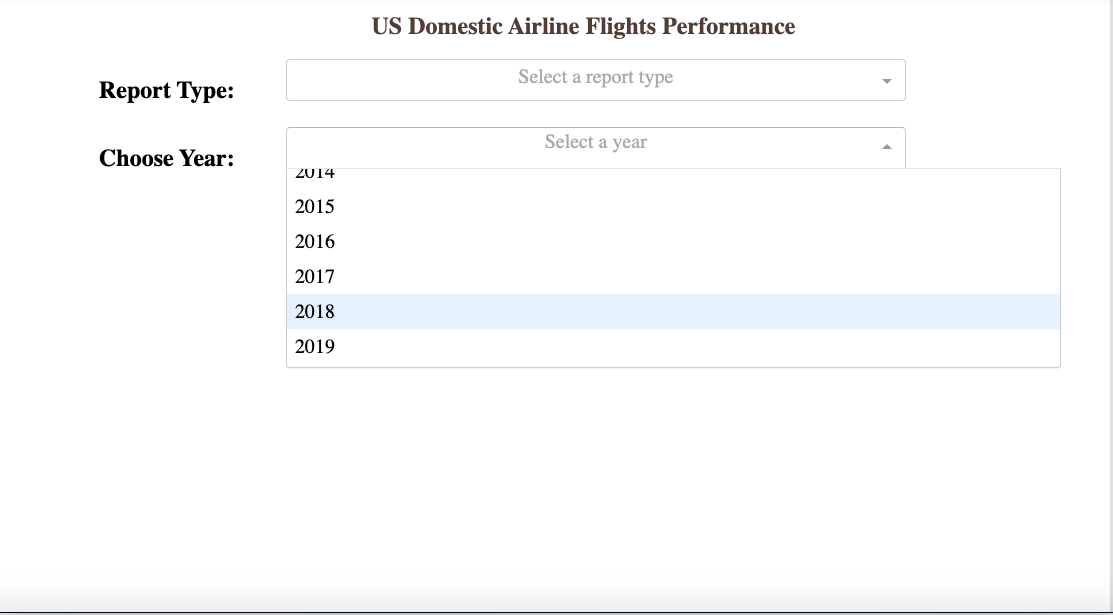 US Domestic Airline Flights Performance
Report Type:
Select a report type
Choose Year:
Select a year
2014
2015
2016
2017
2018
2019